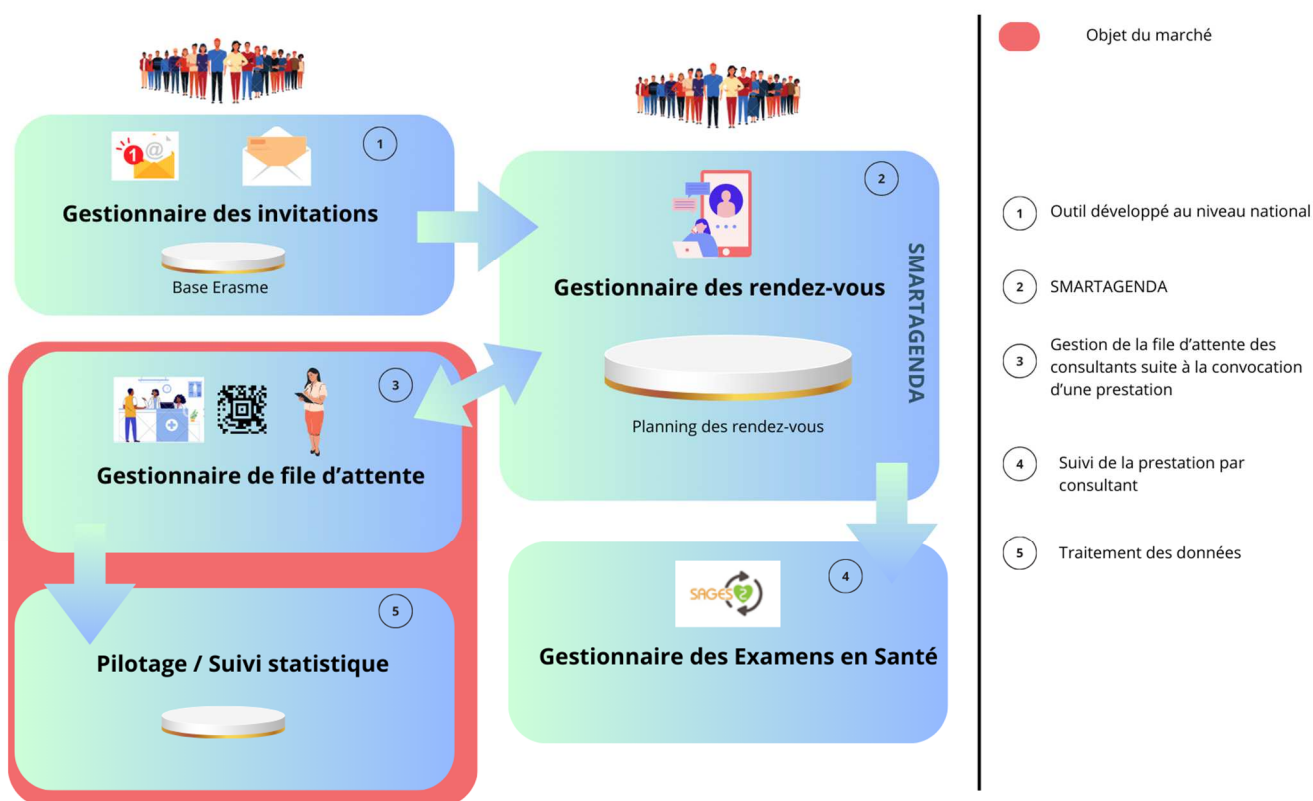 1
@
1
Gestionnaire des invitations
Base Erasme
2
Gestionnaire des rendez-vous
SMARTAGENDA
Planning des rendez-vous
3
Gestionnaire de file d’attente
5
Pilotage / Suivi statistique
SAGES 2
4
Gestionnaire des Examens en Santé
Objet du marché
1
Outil développé au niveau national
2
SMARTAGENDA
3
Gestion de la file d’attente des
consultants suite à la convocation
d’une prestation
4
Suivi de la prestation par
consultant
5
Traitement des données